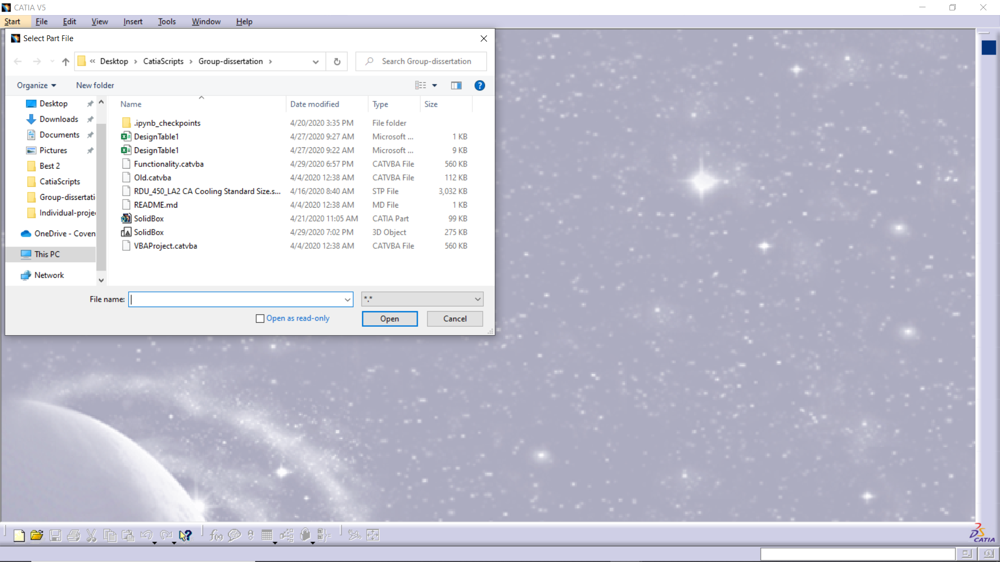 CATIA V5
Start File Edit View Insert Tools Window Help
Select Part File
« Desktop › CatiaScripts › Group-dissertation ›
Search Group-dissertation
Organize New folder
Name Date modified Type Size
Desktop
Downloads
Documents
Pictures
Best 2
CatiaScripts
Group-dissertati
Individual-proje
OneDrive - Coven
This PC
Network
.ipynb_checkpoints 4/20/2020 3:35 PM File folder
DesignTable1 4/27/2020 9:27 AM Microsoft ... 1 KB
DesignTable1 4/27/2020 9:22 AM Microsoft ... 9 KB
Functionality.catvba 4/29/2020 6:57 PM CATVBA File 560 KB
Old.catvba 4/4/2020 12:38 AM CATVBA File 112 KB
RDU_450_LA2 CA Cooling Standard Size.s... 4/16/2020 8:40 AM STP File 3,032 KB
README.md 4/4/2020 12:38 AM MD File 1 KB
SolidBox 4/21/2020 11:05 AM CATIA Part 99 KB
SolidBox 4/29/2020 7:02 PM 3D Object 275 KB
VBAProject.catvba 4/4/2020 12:38 AM CATVBA File 560 KB
File name: *.*
Open as read-only
Open Cancel
f(x)
DS
CATIA